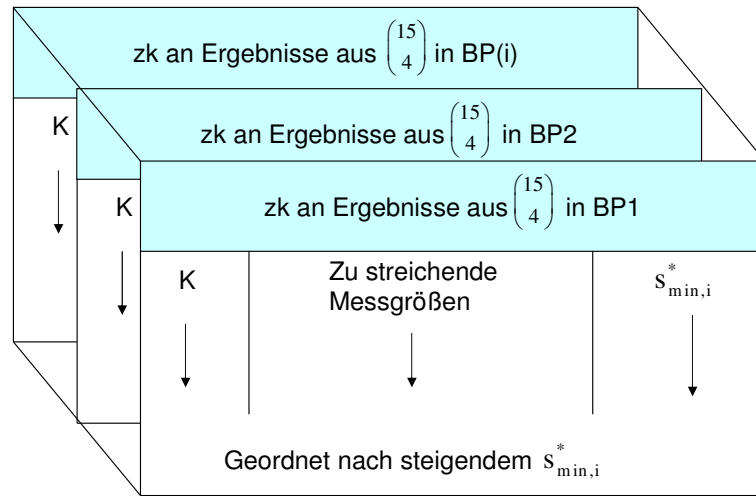 zk an Ergebnisse aus (15 4) in BP(i)
K
zk an Ergebnisse aus (15 4) in BP2
K
zk an Ergebnisse aus (15 4) in BP1
K
Zu streichende
Messgrößen
s*min,i
Geordnet nach steigendem s*min,i